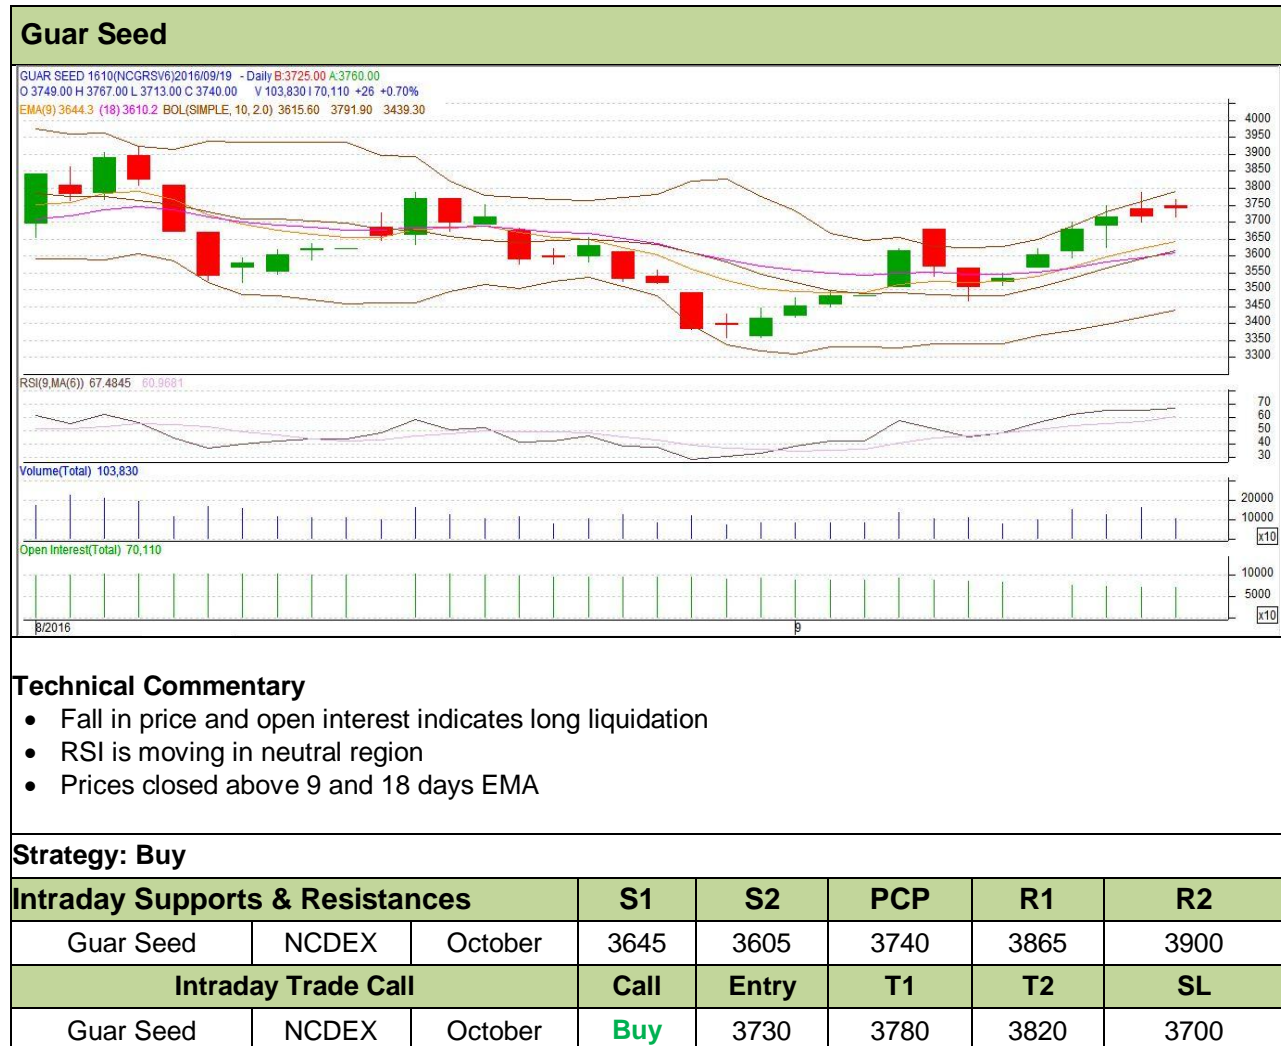 Guar Seed
GUAR SEED 1610(NCGRSV6)2016/09/19 - Daily B:3725.00 A:3760.00
O 3749.00 H 3767.00 L 3713.00 C 3740.00 V 103,830 I 70,110 +26 +0.70%
EMA(9) 3644.3 (18) 3610.2 BOL(SIMPLE, 10, 2.0) 3615.60 3791.90 3439.30
4000
3950
3900
3850
3800
3750
3700
3650
3600
3550
3500
3450
3400
3350
3300
RSI(9,MA(6)) 67.4845 60.9681
70
60
50
40
30
Volume(Total) 103,830
20000
10000
x10
Open Interest(Total) 70,110
10000
5000
x10
8/2016 9
Technical Commentary
• Fall in price and open interest indicates long liquidation
• RSI is moving in neutral region
• Prices closed above 9 and 18 days EMA
Strategy: Buy
Intraday Supports & Resistances S1 S2 PCP R1 R2
Guar Seed NCDEX October 3645 3605 3740 3865 3900
Intraday Trade Call Call Entry T1 T2 SL
Guar Seed NCDEX October Buy 3730 3780 3820 3700